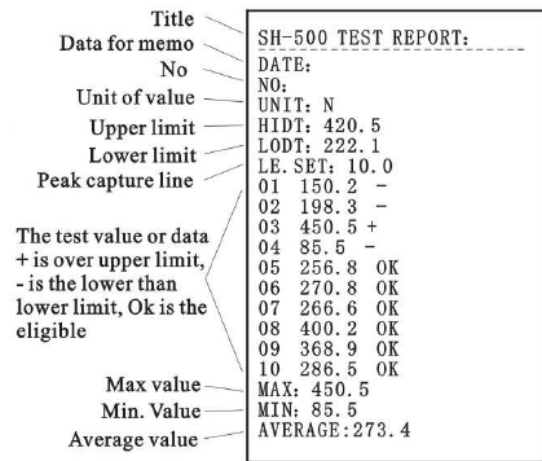 Title
Data for memo
No
Unit of value
Upper limit
Lower limit
Peak capture line
The test value or data
+ is over upper limit,
- is the lower than
lower limit, Ok is the
eligible
Max value
Min. Value
Average value
SH-500 TEST REPORT:
DATE:
NO:
UNIT: N
HIDT: 420.5
LODT: 222.1
LE.SET: 10.0
01 150.2 -
02 198.3 -
03 450.5 +
04 85.5 -
05 256.8 OK
06 270.8 OK
07 266.6 OK
08 400.2 OK
09 368.9 OK
10 286.5 OK
MAX: 450.5
MIN: 85.5
AVERAGE:273.4